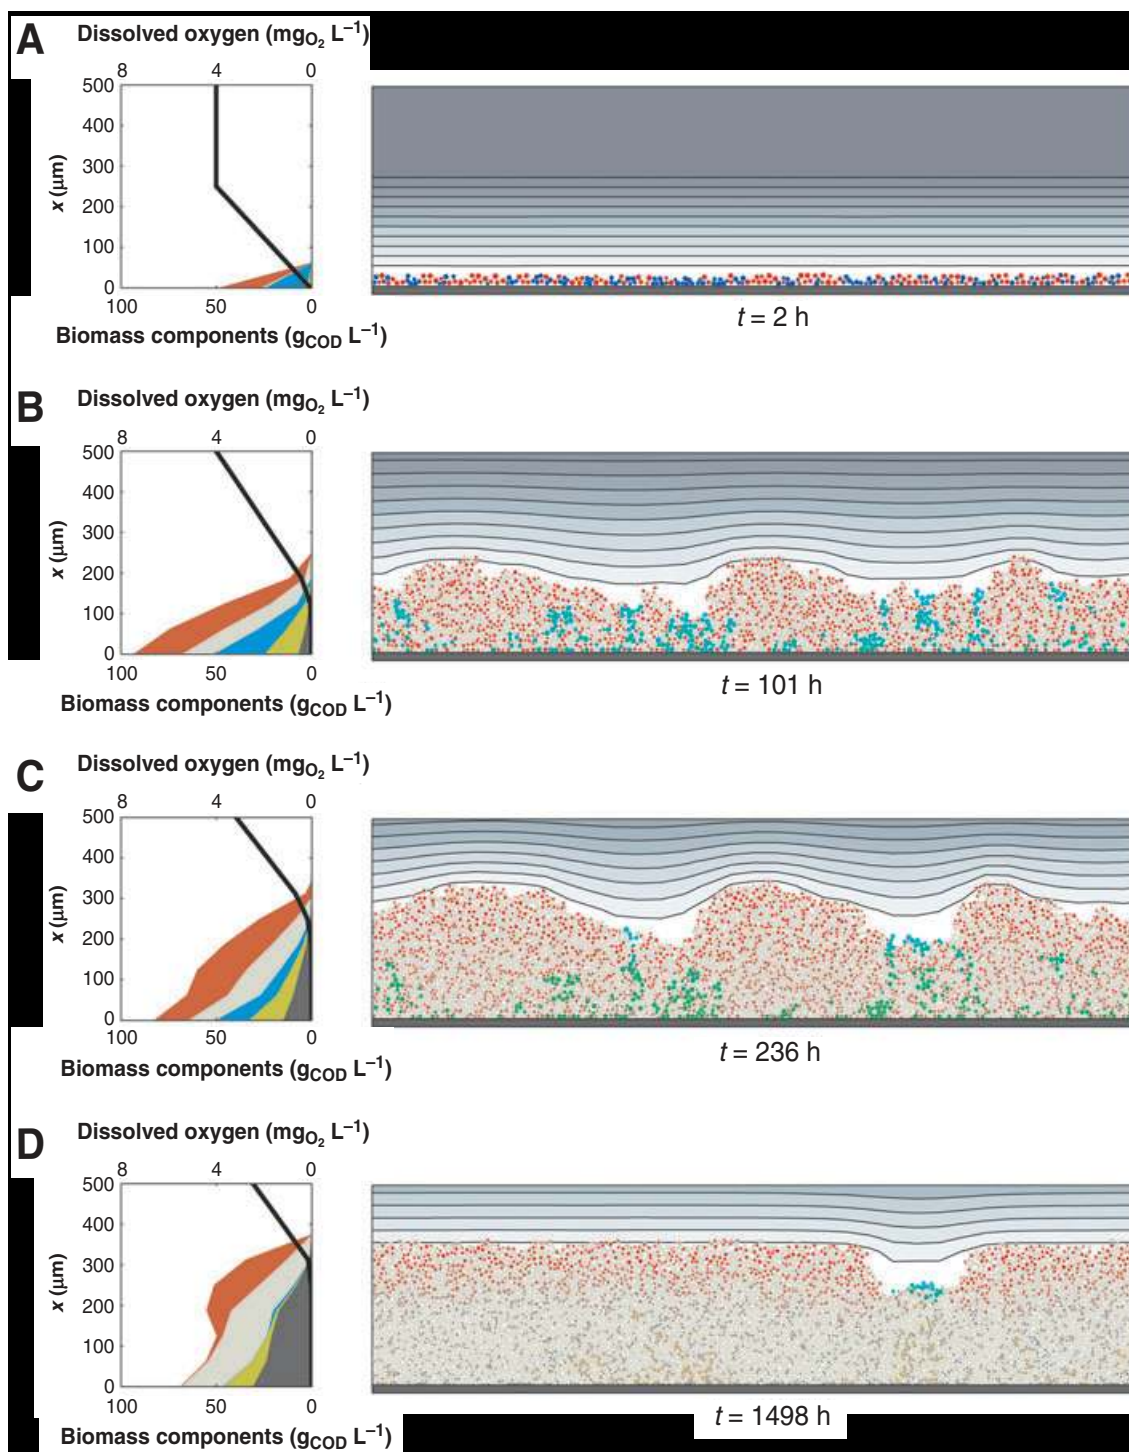 A
Dissolved oxygen (mgO2 L–1)
8 4 0
500
400
300
200
100
0
x (μm)
100 50 0
Biomass components (gCOD L–1)
t = 2 h
B
Dissolved oxygen (mgO2 L–1)
8 4 0
500
400
300
200
100
0
x (μm)
100 50 0
Biomass components (gCOD L–1)
t = 101 h
C
Dissolved oxygen (mgO2 L–1)
8 4 0
500
400
300
200
100
0
x (μm)
100 50 0
Biomass components (gCOD L–1)
t = 236 h
D
Dissolved oxygen (mgO2 L–1)
8 4 0
500
400
300
200
100
0
x (μm)
100 50 0
Biomass components (gCOD L–1)
t = 1498 h